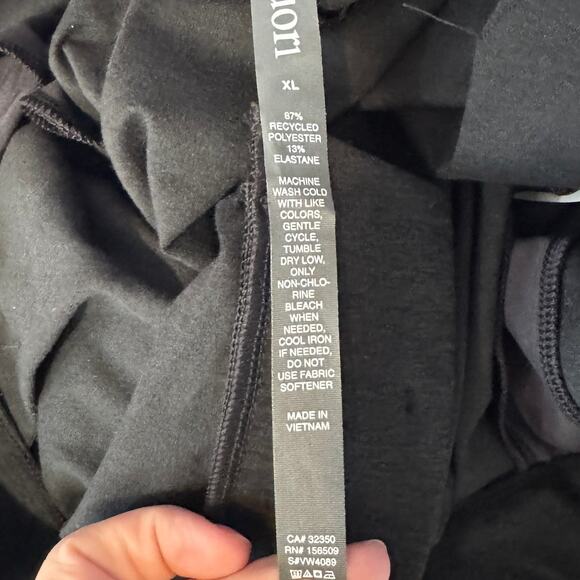 uori
XL
87%
RECYCLED
POLYESTER
13%
ELASTANE
MACHINE
WASH COLD
WITH LIKE
COLORS,
GENTLE
CYCLE,
TUMBLE
DRY LOW,
ONLY
NON-CHLO-
RINE
BLEACH
WHEN
NEEDED,
COOL IRON
IF NEEDED,
DO NOT
USE FABRIC
SOFTENER
MADE IN
VIETNAM
CA# 32350
RN# 156509
S#VW4089